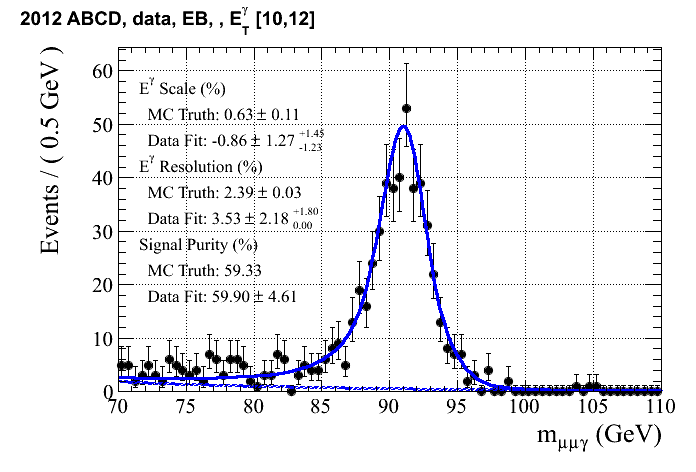 2012 ABCD, data, EB, , E_T^γ [10,12]
Events / ( 0.5 GeV )
60
50
40
30
20
10
0
E^γ Scale (%)
MC Truth: 0.63 ± 0.11
Data Fit: -0.86 ± 1.27 +1.45 -1.23
E^γ Resolution (%)
MC Truth: 2.39 ± 0.03
Data Fit: 3.53 ± 2.18 +1.80 0.00
Signal Purity (%)
MC Truth: 59.33
Data Fit: 59.90 ± 4.61
70 75 80 85 90 95 100 105 110
m_μμγ (GeV)